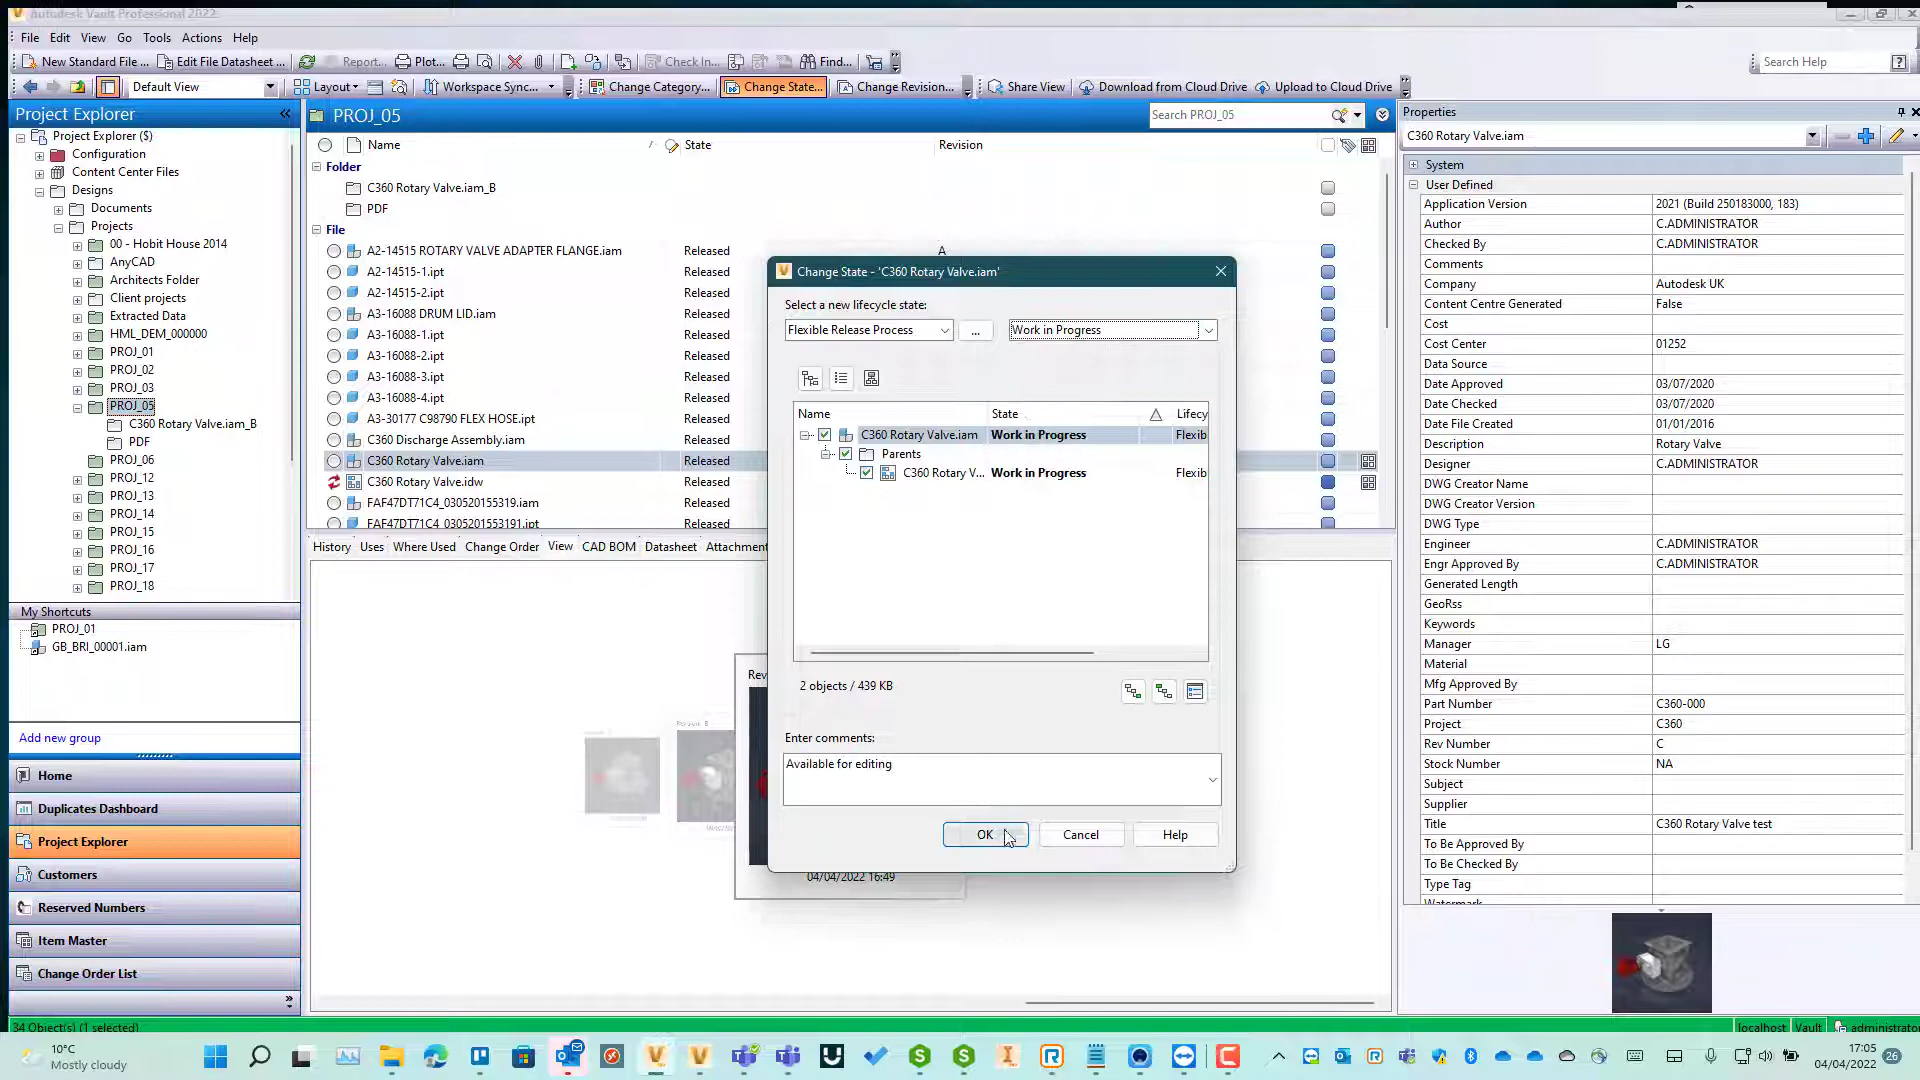 Autodesk Vault Professional 2022
File Edit View Go Tools Actions Help
New Standard File ... Edit File Datasheet ... Report... Plot... Check In... Find... Search Help
Default View Layout Workspace Sync... Change Category... Change State... Change Revision... Share View Download from Cloud Drive Upload to Cloud Drive
Project Explorer
Project Explorer ($)
Configuration
Content Center Files
Designs
Documents
Projects
00 - Hobit House 2014
AnyCAD
Architects Folder
Client projects
Extracted Data
HML_DEM_000000
PROJ_01
PROJ_02
PROJ_03
PROJ_05
C360 Rotary Valve.iam_B
PDF
PROJ_06
PROJ_12
PROJ_13
PROJ_14
PROJ_15
PROJ_16
PROJ_17
PROJ_18
My Shortcuts
PROJ_01
GB_BRI_00001.iam
Add new group
Home
Duplicates Dashboard
Project Explorer
Customers
Reserved Numbers
Item Master
Change Order List
34 Object(s) (1 selected)
PROJ_05 Search PROJ_05
Name State Revision
Folder
C360 Rotary Valve.iam_B
PDF
File
A2-14515 ROTARY VALVE ADAPTER FLANGE.iam Released A
A2-14515-1.ipt Released
A2-14515-2.ipt Released
A3-16088 DRUM LID.iam Released
A3-16088-1.ipt Released
A3-16088-2.ipt Released
A3-16088-3.ipt Released
A3-16088-4.ipt Released
A3-30177 C98790 FLEX HOSE.ipt Released
C360 Discharge Assembly.iam Released
C360 Rotary Valve.iam Released
C360 Rotary Valve.idw Released
FAF47DT71C4_030520155319.iam Released
FAF47DT71C4_0305201553191.ipt Released
History Uses Where Used Change Order View CAD BOM Datasheet Attachment
Rev
Revision: B
04/04/2022 16:49
Change State - 'C360 Rotary Valve.iam'
Select a new lifecycle state:
Flexible Release Process ... Work in Progress
Name State Lifecy
C360 Rotary Valve.iam Work in Progress Flexib
Parents
C360 Rotary V... Work in Progress Flexib
2 objects / 439 KB
Enter comments:
Available for editing
OK Cancel Help
Properties
C360 Rotary Valve.iam
System
User Defined
Application Version 2021 (Build 250183000, 183)
Author C.ADMINISTRATOR
Checked By C.ADMINISTRATOR
Comments
Company Autodesk UK
Content Centre Generated False
Cost
Cost Center 01252
Data Source
Date Approved 03/07/2020
Date Checked 03/07/2020
Date File Created 01/01/2016
Description Rotary Valve
Designer C.ADMINISTRATOR
DWG Creator Name
DWG Creator Version
DWG Type
Engineer C.ADMINISTRATOR
Engr Approved By C.ADMINISTRATOR
Generated Length
GeoRss
Keywords
Manager LG
Material
Mfg Approved By
Part Number C360-000
Project C360
Rev Number C
Stock Number NA
Subject
Supplier
Title C360 Rotary Valve test
To Be Approved By
To Be Checked By
Type Tag
Watermark
localhost Vault administrator
10°C
Mostly cloudy
17:05
04/04/2022
26